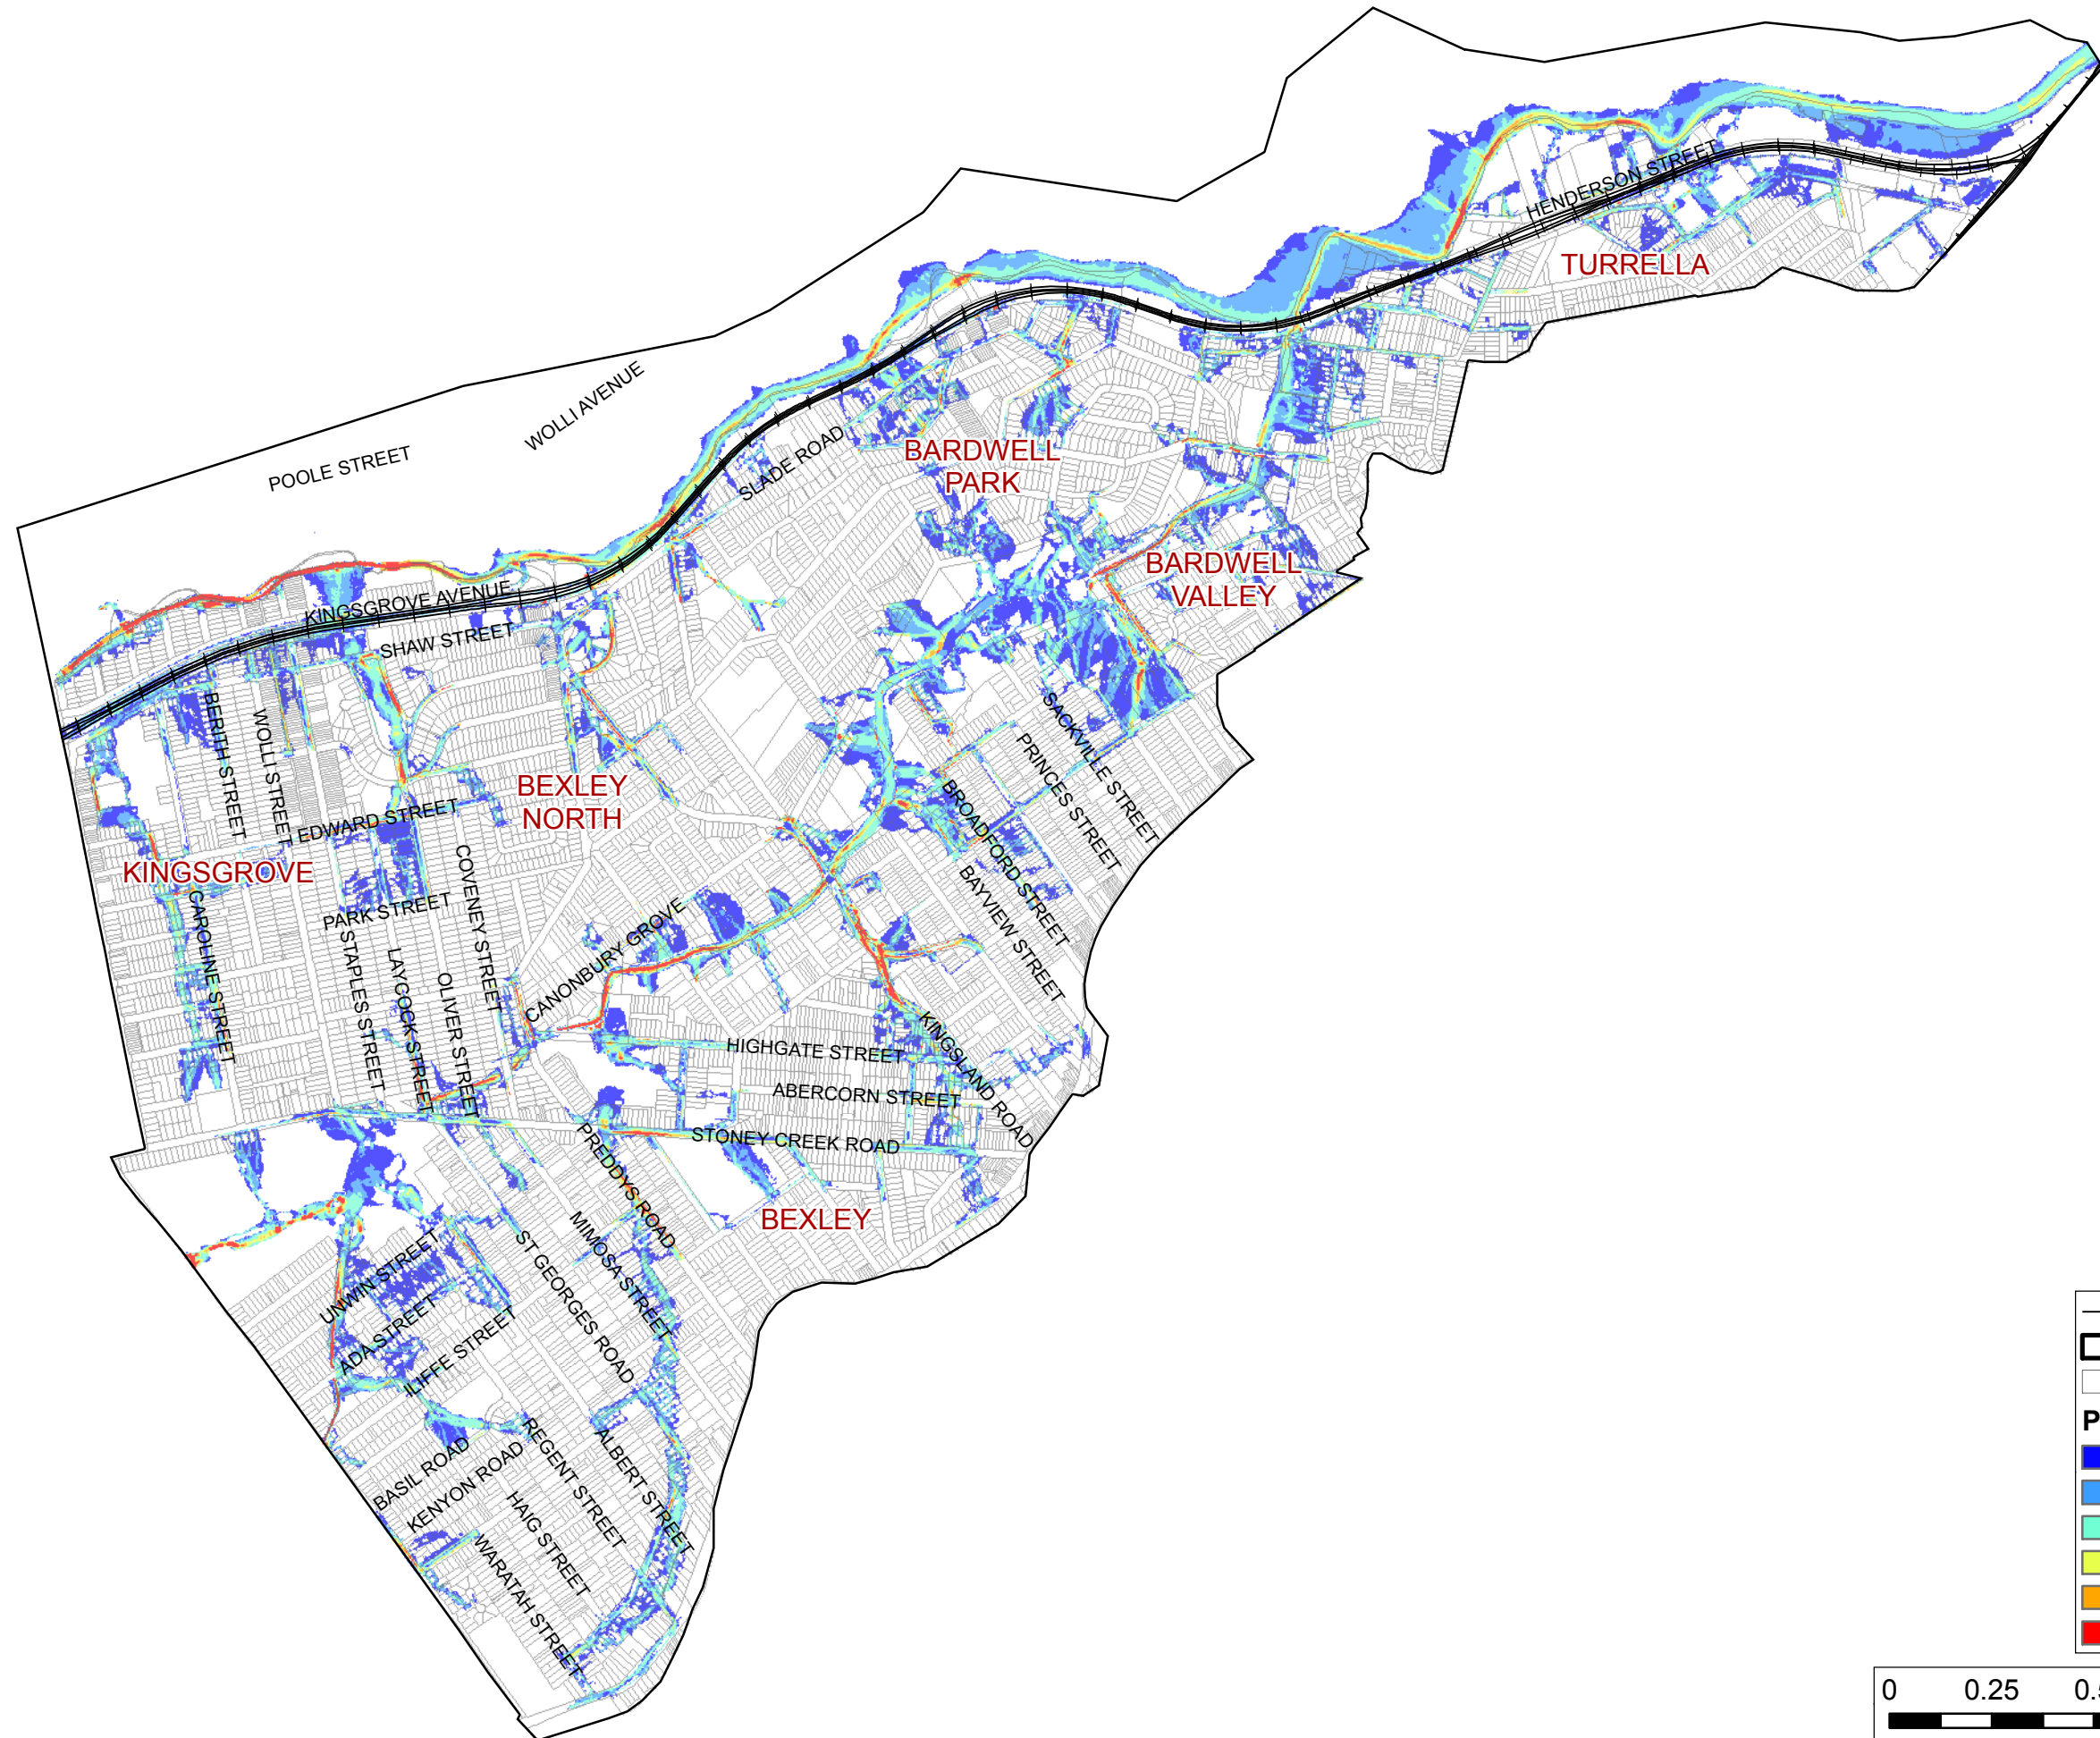 HENDERSON STREET
TURRELLA
WOLLI AVENUE
POOLE STREET
SLADE ROAD
BARDWELL
PARK
BARDWELL
VALLEY
KINGSGROVE AVENUE
SHAW STREET
BERITH STREET
WOLLI STREET
SACKVILLE STREET
PRINCES STREET
BEXLEY
NORTH
EDWARD STREET
BROADFORD STREET
KINGSGROVE
COVENEY STREET
BAYVIEW STREET
CAROLINE STREET
PARK STREET
CANONBURY GROVE
STAPLES STREET
LAYCOCK STREET
OLIVER STREET
KINGSLAND ROAD
HIGHGATE STREET
ABERCORN STREET
STONEY CREEK ROAD
PREDDYS ROAD
BEXLEY
MIMOSA STREET
ST GEORGES ROAD
UNWIN STREET
ADA STREET
ILIFFE STREET
REGENT STREET
ALBERT STREET
BASIL ROAD
KENYON ROAD
HAIG STREET
WARATAH STREET
P
0 0.25